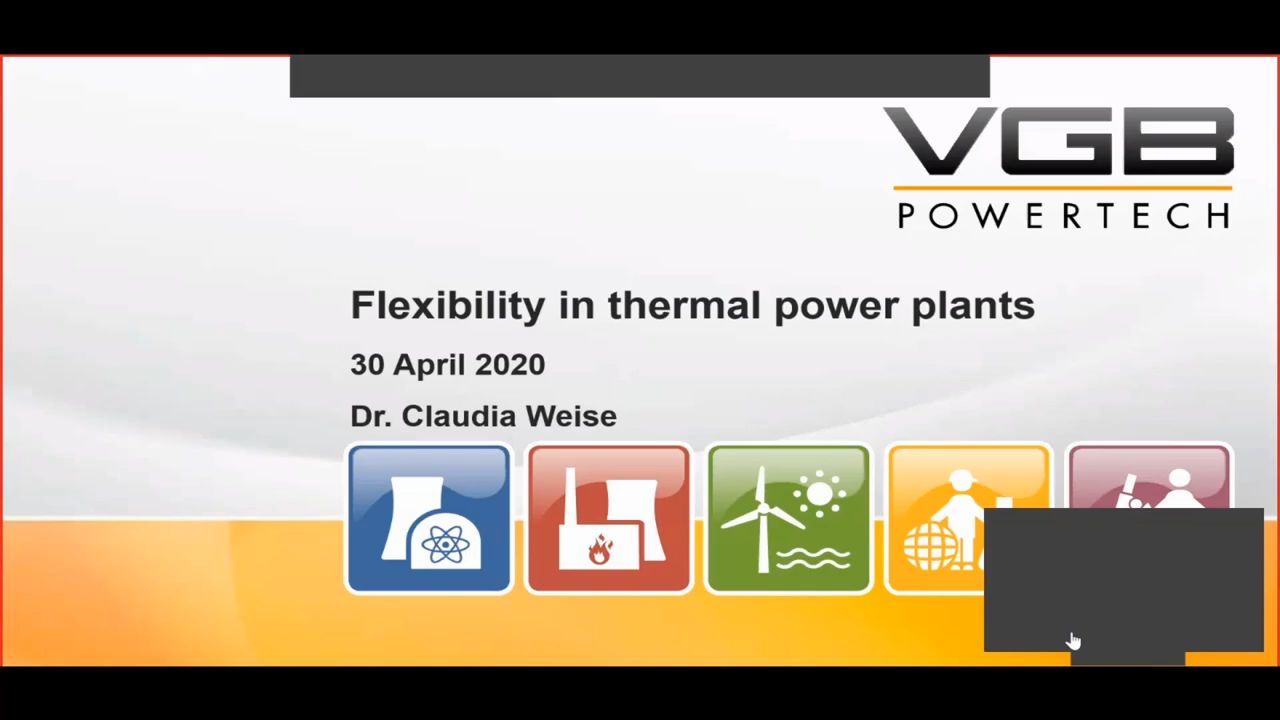 VGB
POWERTECH
Flexibility in thermal power plants
30 April 2020
Dr. Claudia Weise